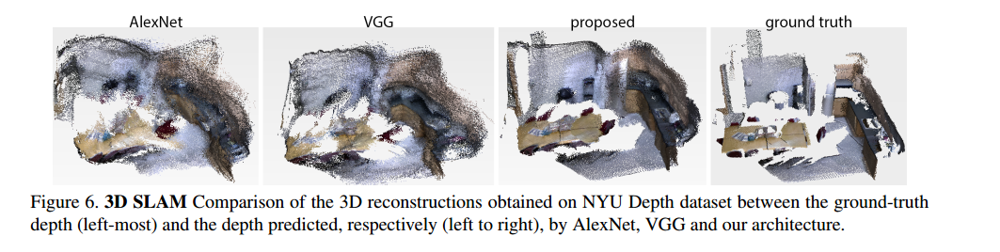 AlexNet VGG proposed ground truth
Figure 6. 3D SLAM Comparison of the 3D reconstructions obtained on NYU Depth dataset between the ground-truth
depth (left-most) and the depth predicted, respectively (left to right), by AlexNet, VGG and our architecture.